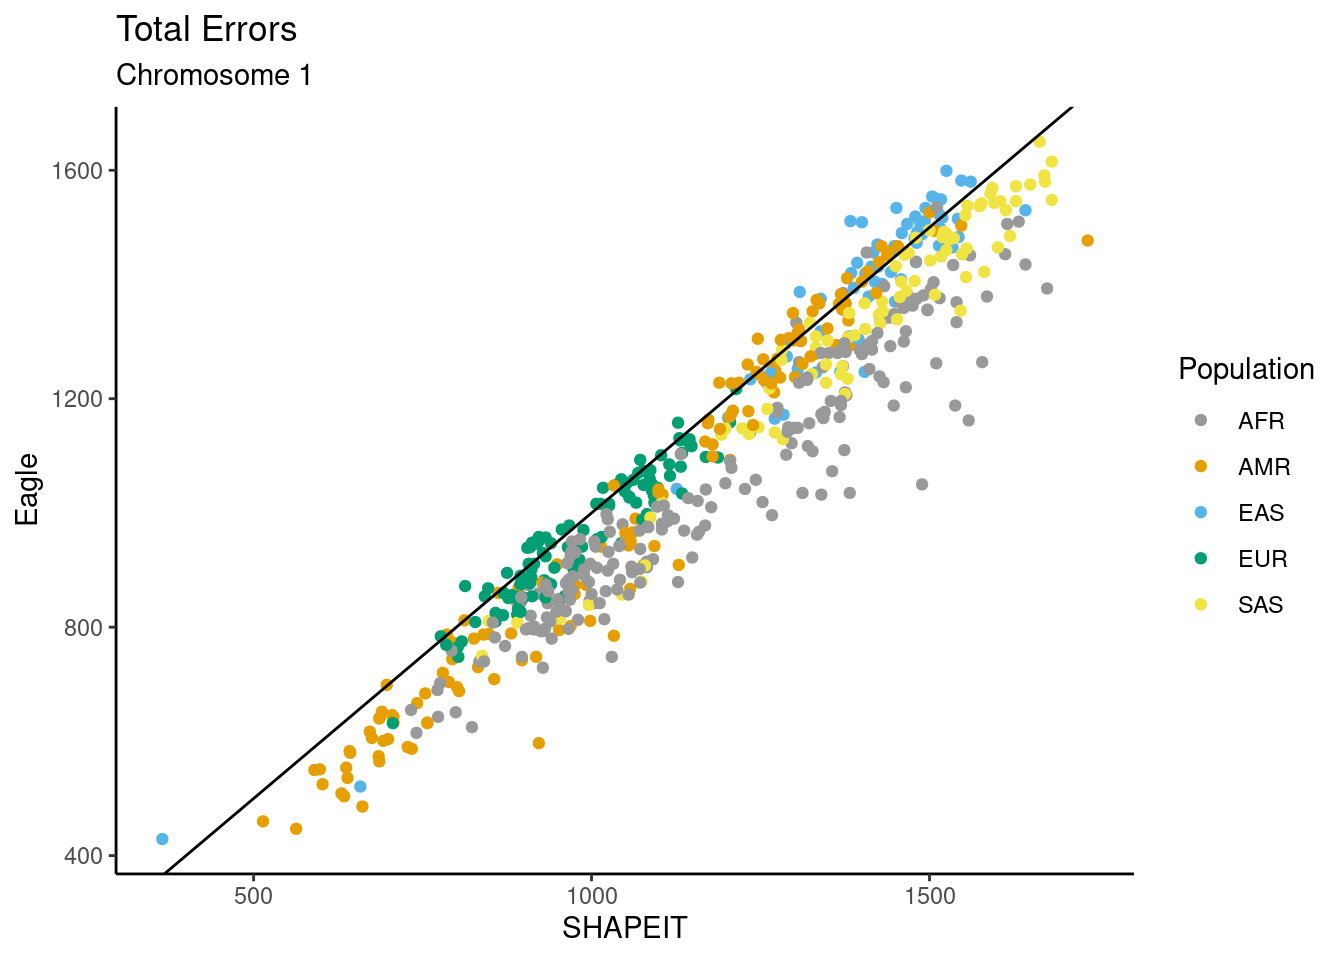 Total Errors
Chromosome 1
1600
1200
800
400
Eagle
500 1000 1500
SHAPEIT
Population
AFR
AMR
EAS
EUR
SAS